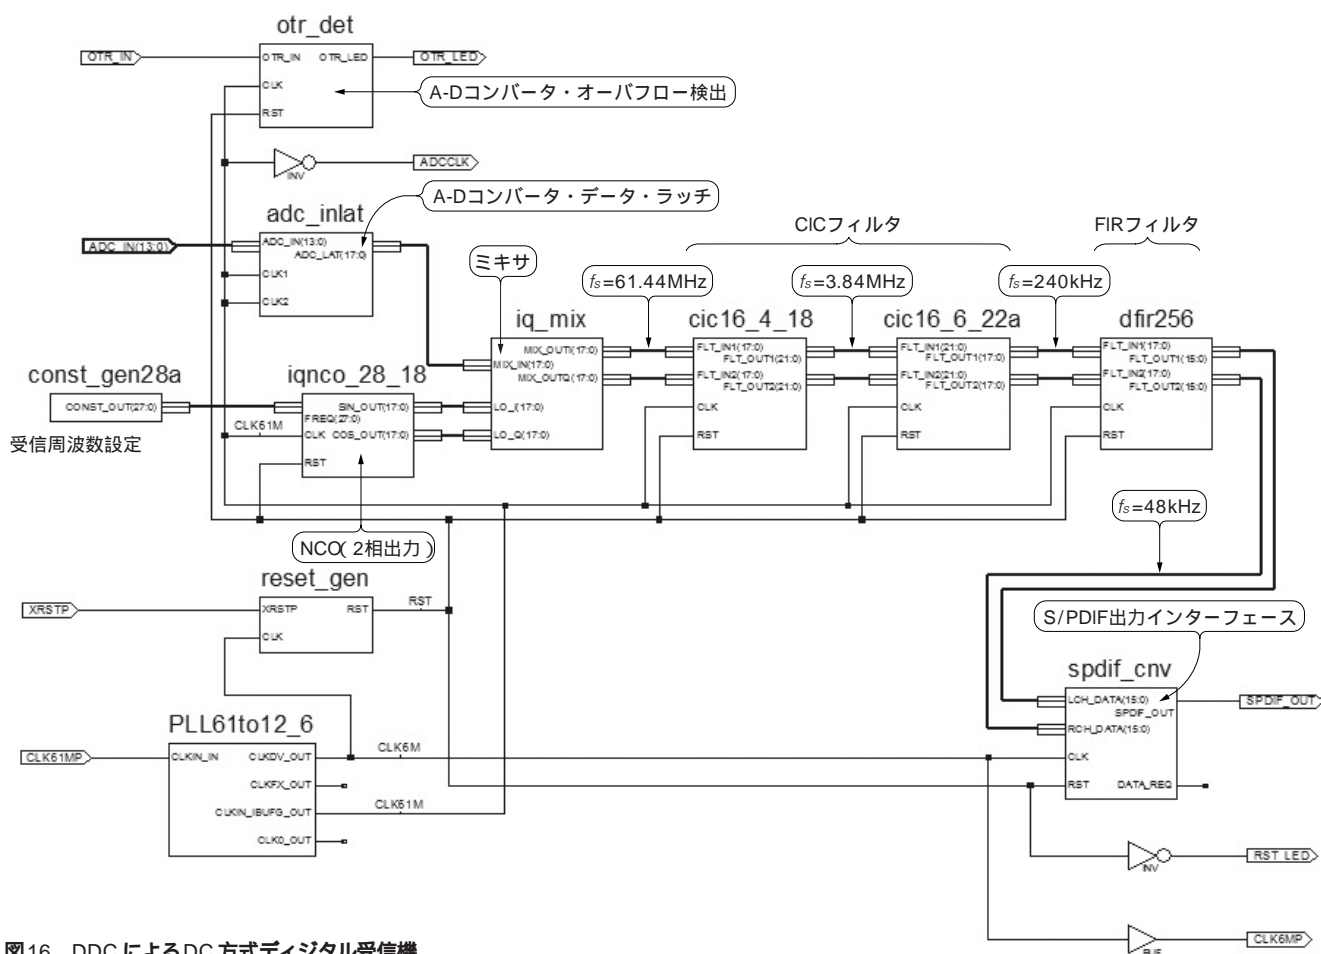 otr_det
OTR_IN
OTR_IN OTR_LED
OTR_LED
CLK
RST
A-Dコンバータ・オーバフロー検出
INV
ADCCLK
A-Dコンバータ・データ・ラッチ
adc_inlat
ADC_IN(13:0)
ADC_IN(13:0)
ADC_LAT(17:0)
CLK1
CLK2
CICフィルタ
FIRフィルタ
ミキサ
fs=61.44MHz
fs=3.84MHz
fs=240kHz
iq_mix
MIX_OUTI(17:0)
MIX_IN(17:0)
MIX_OUTQ(17:0)
LO_I(17:0)
LO_Q(17:0)
cic16_4_18
FLT_IN1(17:0)
FLT_OUT1(21:0)
FLT_IN2(17:0)
FLT_OUT2(21:0)
CLK
RST
cic16_6_22a
FLT_IN1(21:0)
FLT_OUT1(17:0)
FLT_IN2(21:0)
FLT_OUT2(17:0)
CLK
RST
dfir256
FLT_IN1(17:0)
FLT_OUT1(15:0)
FLT_IN2(17:0)
FLT_OUT2(15:0)
CLK
RST
const_gen28a
CONST_OUT(27:0)
受信周波数設定
iqnco_28_18
SIN_OUT(17:0)
FREQ(27:0)
CLK61M
CLK COS_OUT(17:0)
RST
NCO(2相出力)
fs=48kHz
reset_gen
XRSTP
XRSTP RST
RST
CLK
S/PDIF出力インターフェース
spdif_cnv
LCH_DATA(15:0)
SPDIF_OUT
RCH_DATA(15:0)
CLK
RST DATA_REQ
SPDIF_OUT
PLL61to12_6
CLK61MP
CLKIN_IN CLKDV_OUT
CLK6M
CLKFX_OUT
CLKIN_IBUFG_OUT
CLK61M
CLK0_OUT
INV
RST_LED
BUF
CLK6MP
図16 DDCによるDC方式ディジタル受信機